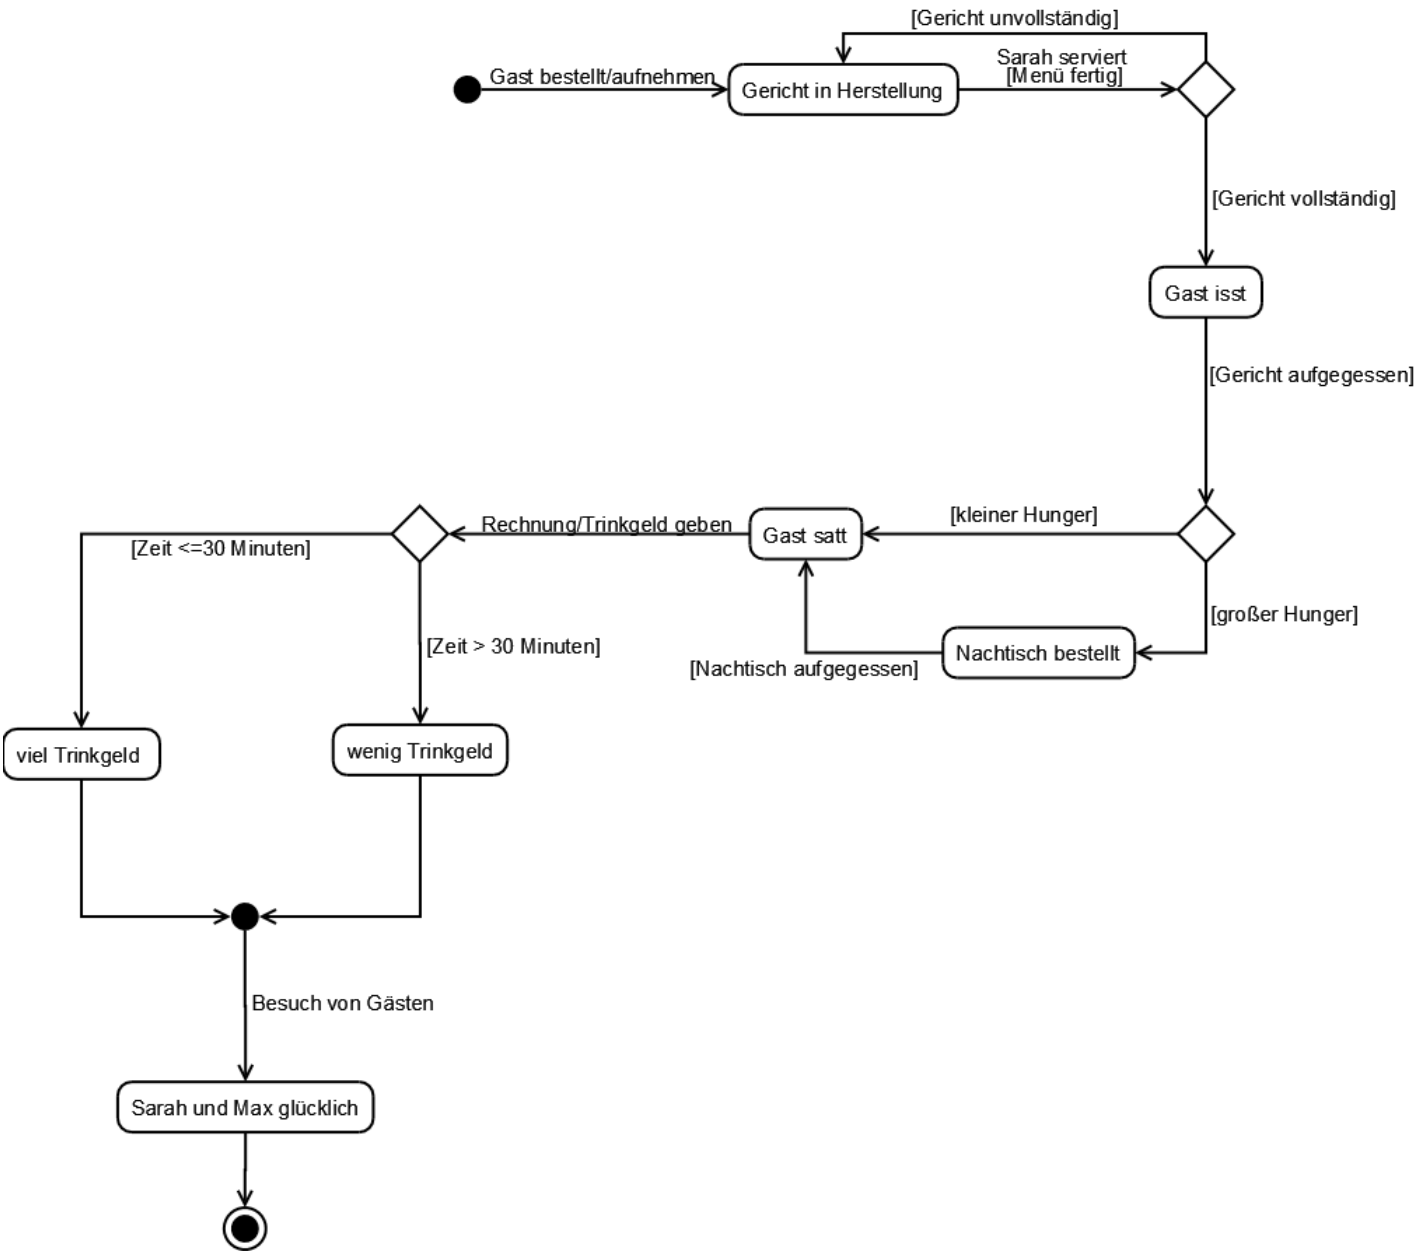 [Gericht unvollständig]
Gast bestellt/aufnehmen
Gericht in Herstellung
Sarah serviert
[Menü fertig]
[Gericht vollständig]
Gast isst
[Gericht aufgegessen]
[kleiner Hunger]
Gast satt
Rechnung/Trinkgeld geben
[Zeit <=30 Minuten]
[großer Hunger]
[Zeit > 30 Minuten]
Nachtisch bestellt
[Nachtisch aufgegessen]
viel Trinkgeld
wenig Trinkgeld
Besuch von Gästen
Sarah und Max glücklich